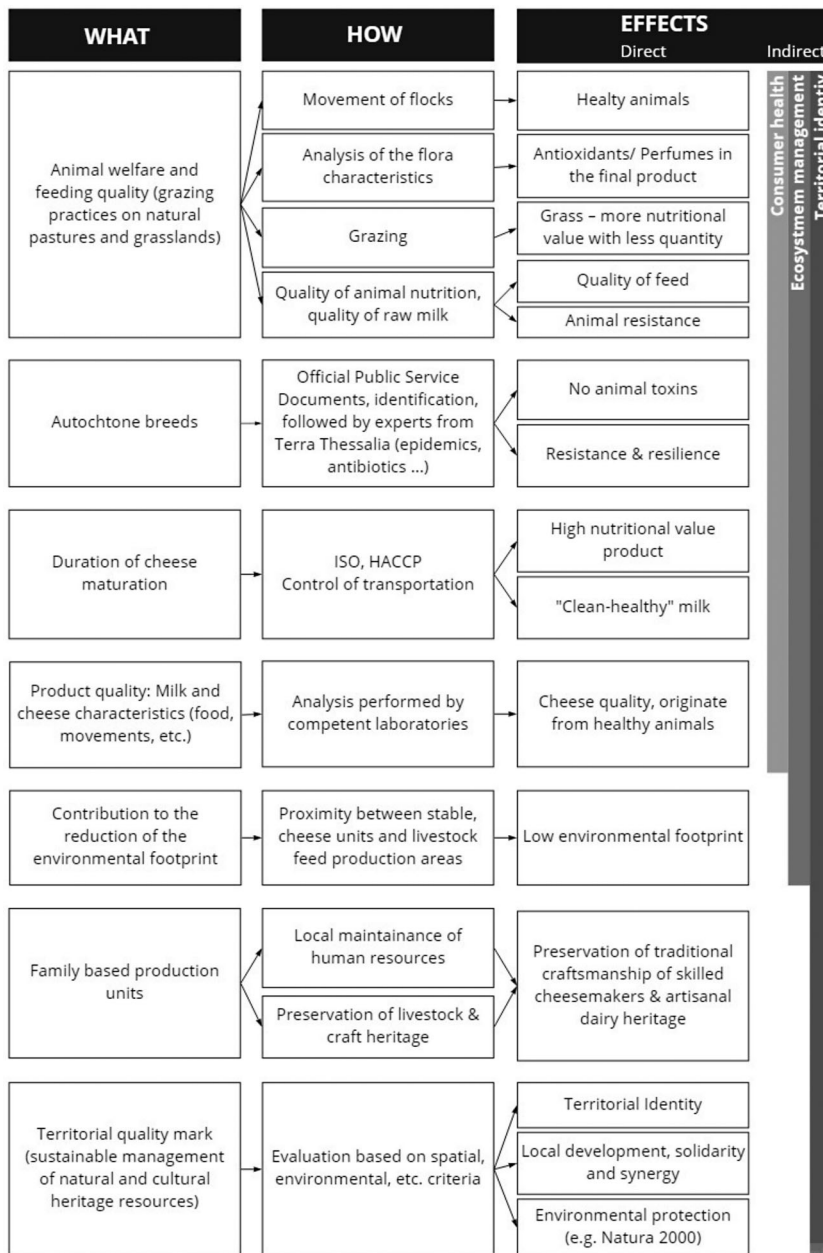 WHAT
HOW
EFFECTS
Direct
Indirect
Animal welfare and
feeding quality (grazing
practices on natural
pastures and grasslands)
Movement of flocks
Healty animals
Analysis of the flora
characteristics
Antioxidants/ Perfumes in
the final product
Grazing
Grass – more nutritional
value with less quantity
Quality of animal nutrition,
quality of raw milk
Quality of feed
Animal resistance
Autochtone breeds
Official Public Service
Documents, identification,
followed by experts from
Terra Thessalia (epidemics,
antibiotics ...)
No animal toxins
Resistance & resilience
Duration of cheese
maturation
ISO, HACCP
Control of transportation
High nutritional value
product
"Clean-healthy" milk
Product quality: Milk and
cheese characteristics (food,
movements, etc.)
Analysis performed by
competent laboratories
Cheese quality, originate
from healthy animals
Contribution to the
reduction of the
environmental footprint
Proximity between stable,
cheese units and livestock
feed production areas
Low environmental footprint
Family based production
units
Local maintainance of
human resources
Preservation of livestock &
craft heritage
Preservation of traditional
craftsmanship of skilled
cheesemakers & artisanal
dairy heritage
Territorial quality mark
(sustainable management
of natural and cultural
heritage resources)
Evaluation based on spatial,
environmental, etc. criteria
Territorial Identity
Local development, solidarity
and synergy
Environmental protection
(e.g. Natura 2000)
Consumer health
Ecosystmem management
Territorial identiy